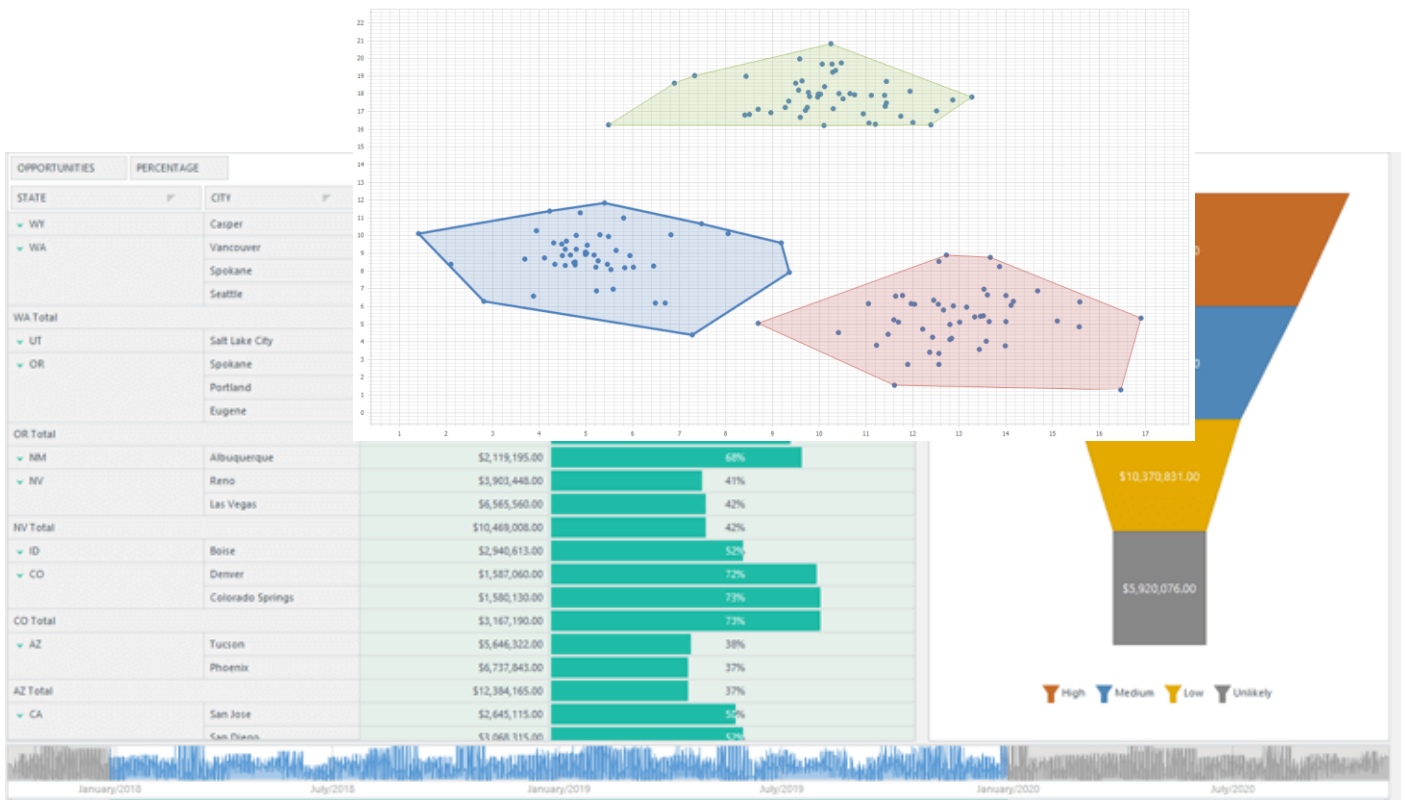 22
21
20
19
18
17
16
15
14
13
12
11
10
9
8
7
6
5
4
3
2
1
0
1 2 3 4 5 6 7 8 9 10 11 12 13 14 15 16 17
OPPORTUNITIES PERCENTAGE
STATE CITY
WY Casper
WA Vancouver
Spokane
Seattle
WA Total
UT Salt Lake City
OR Spokane
Portland
Eugene
OR Total
NM Albuquerque $2,119,195.00 68%
NV Reno $3,903,448.00 41%
Las Vegas $6,565,560.00 42%
NV Total $10,469,008.00 42%
ID Boise $2,940,613.00 52%
CO Denver $1,587,060.00 72%
Colorado Springs $1,580,130.00 73%
CO Total $3,167,190.00 73%
AZ Tucson $5,646,322.00 38%
Phoenix $6,737,843.00 37%
AZ Total $12,384,165.00 37%
CA San Jose $2,645,115.00
San Diego $3,068,315.00 52%
0
0
$10,370,831.00
$5,920,076.00
High Medium Low Unlikely
January/2018 July/2018 January/2019 July/2019 January/2020 July/2020